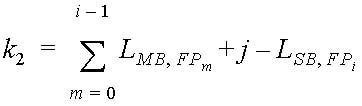 k₂ = ∑_{m = 0}^{i − 1} L_{MB, FP_m} + j − L_{SB, FP_i}